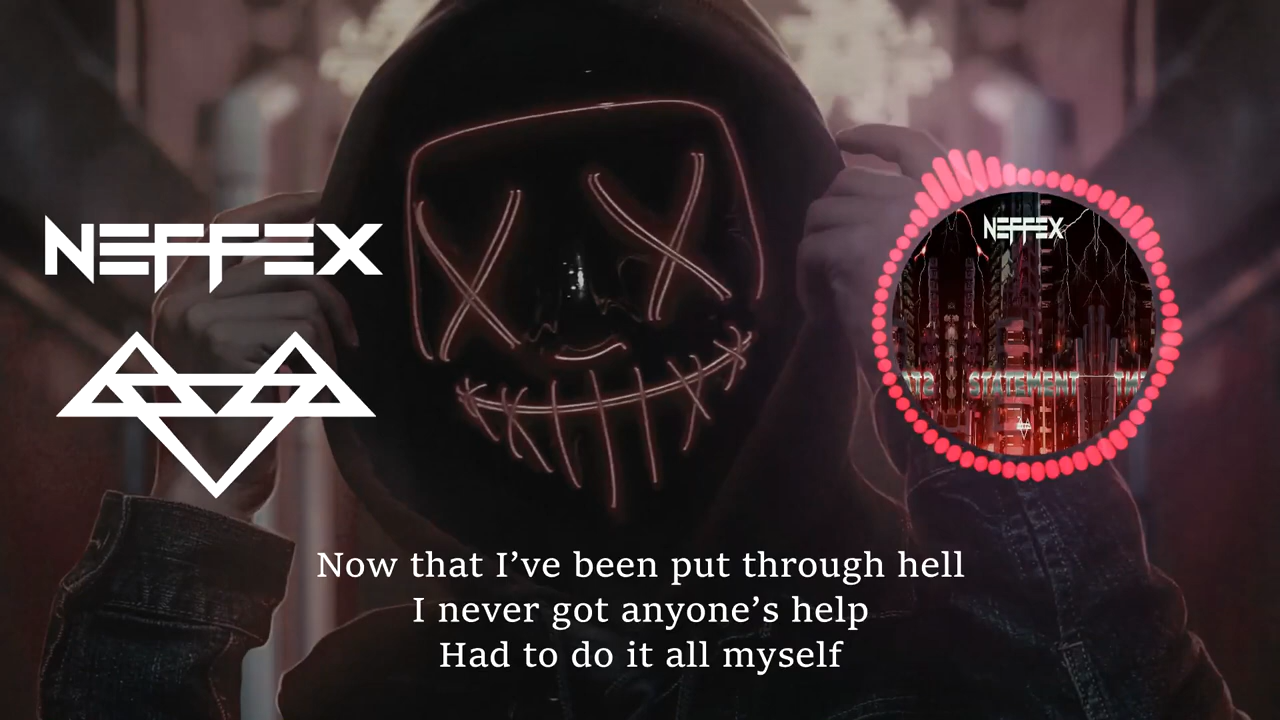 NEFFEX
NEFFEX
STATEMENT
Now that I’ve been put through hell
I never got anyone’s help
Had to do it all myself